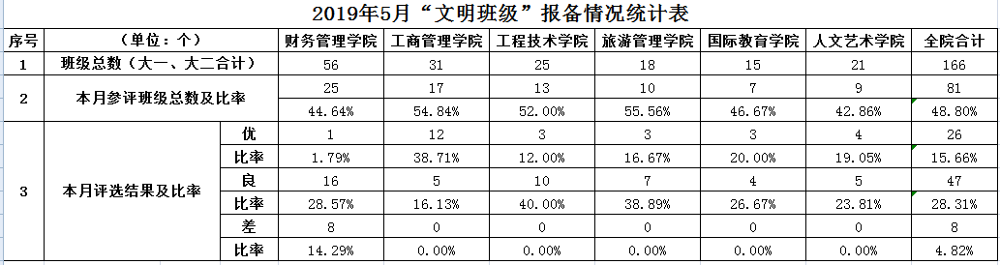 2019年5月“文明班级”报备情况统计表
序号 （单位：个） 财务管理学院 工商管理学院 工程技术学院 旅游管理学院 国际教育学院 人文艺术学院 全院合计
1 班级总数（大一、大二合计） 56 31 25 18 15 21 166
2 本月参评班级总数及比率 25 17 13 10 7 9 81
44.64% 54.84% 52.00% 55.56% 46.67% 42.86% 48.80%
3 本月评选结果及比率 优 1 12 3 3 3 4 26
比率 1.79% 38.71% 12.00% 16.67% 20.00% 19.05% 15.66%
良 16 5 10 7 4 5 47
比率 28.57% 16.13% 40.00% 38.89% 26.67% 23.81% 28.31%
差 8 0 0 0 0 0 8
比率 14.29% 0.00% 0.00% 0.00% 0.00% 0.00% 4.82%